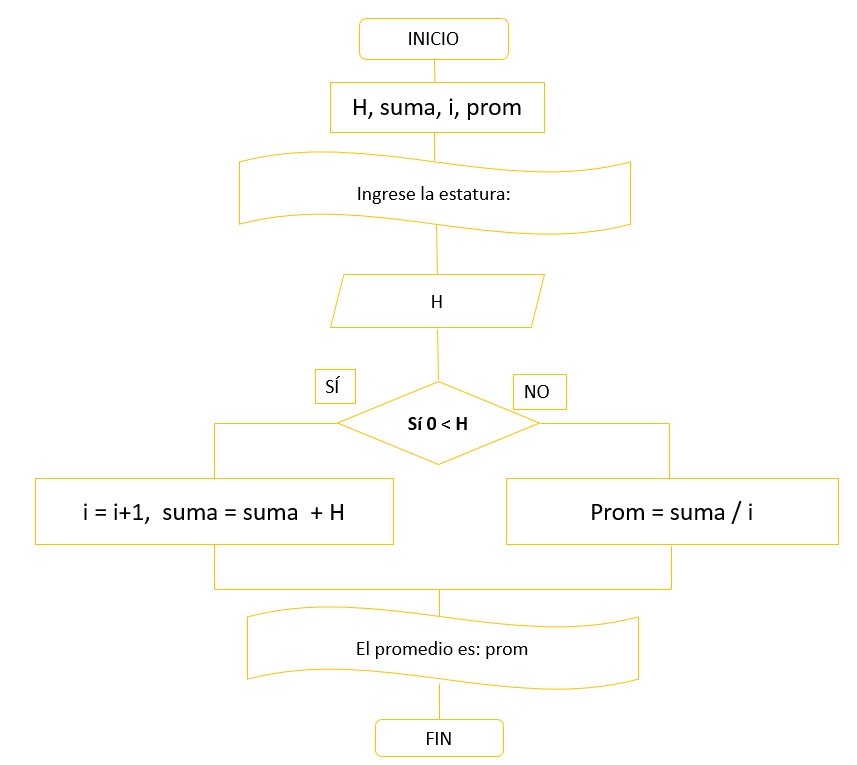 INICIO
H, suma, i, prom
Ingrese la estatura:
H
SÍ
NO
Sí 0 < H
i = i+1,  suma = suma  + H
Prom = suma / i
El promedio es: prom
FIN